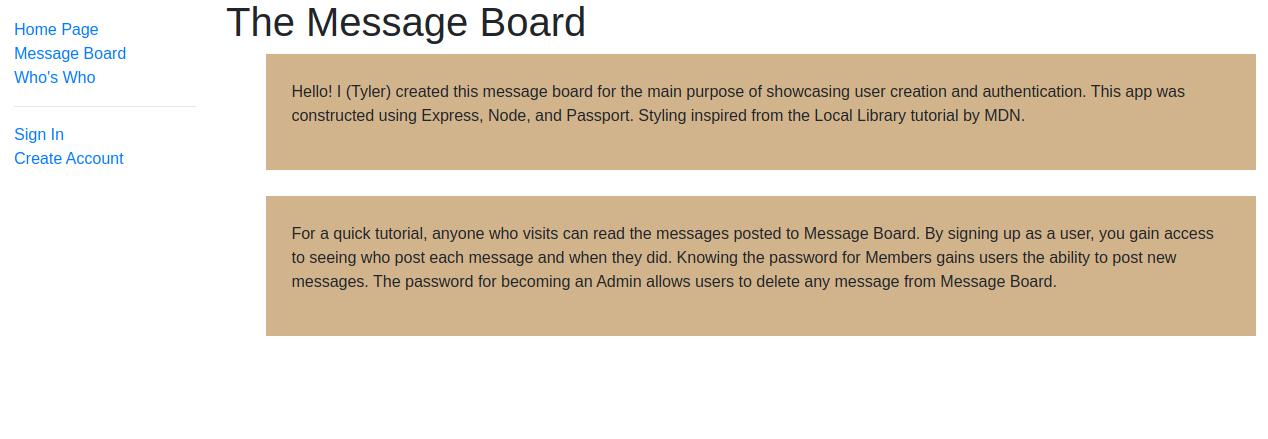 Home Page
Message Board
Who's Who
Sign In
Create Account
The Message Board
Hello! I (Tyler) created this message board for the main purpose of showcasing user creation and authentication. This app was
constructed using Express, Node, and Passport. Styling inspired from the Local Library tutorial by MDN.
For a quick tutorial, anyone who visits can read the messages posted to Message Board. By signing up as a user, you gain access
to seeing who post each message and when they did. Knowing the password for Members gains users the ability to post new
messages. The password for becoming an Admin allows users to delete any message from Message Board.